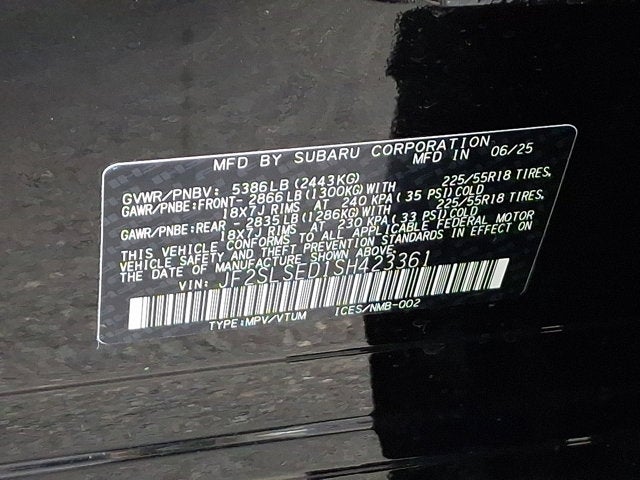 MFD BY SUBARU CORPORATION
MFD IN 06/25
GVWR/PNBV: 5386LB (2443KG)
GAWR/PNBE:FRONT- 2866LB (1300KG) WITH 225/55R18 TIRES,
18X7J RIMS AT 240 KPA (35 PSI) COLD
GAWR/PNBE:REAR - 2835LB (1286KG) WITH 225/55R18 TIRES,
18X7J RIMS AT 230 KPA (33 PSI) COLD
THIS VEHICLE CONFORMS TO ALL APPLICABLE FEDERAL MOTOR
VEHICLE SAFETY AND THEFT PREVENTION STANDARDS IN EFFECT ON
THE DATE OF MANUFACTURE SHOWN ABOVE.
VIN: JF2SLSED1SH423361
TYPE:MPV/VTUM ICES/NMB-002